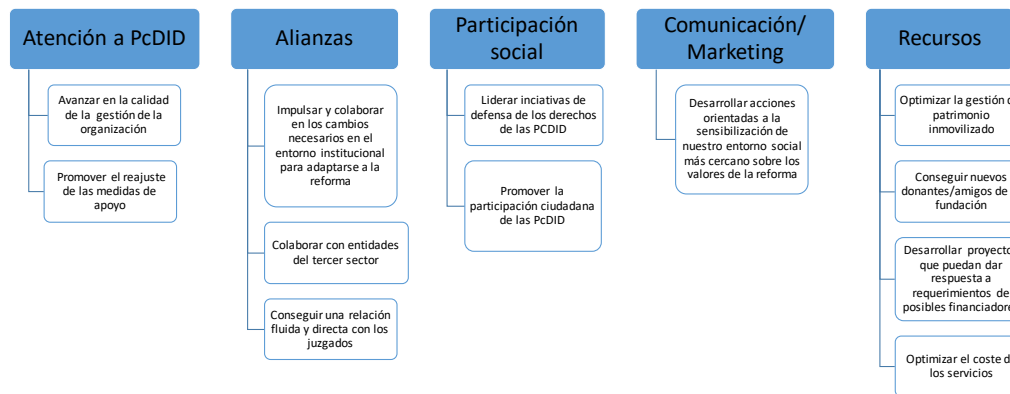 Atención a PcDID
Avanzar en la calidad
de la gestión de la
organización
Promover el reajuste
de las medidas de
apoyo
Alianzas
Impulsar y colaborar
en los cambios
necesarios en el
entorno institucional
para adaptarse a la
reforma
Colaborar con entidades
del tercer sector
Conseguir una relación
fluida y directa con los
juzgados
Participación
social
Liderar inciativas de
defensa de los derechos
de las PCDID
Promover la
participación ciudadana
de las PcDID
Comunicación/
Marketing
Desarrollar acciones
orientadas a la
sensibilización de
nuestro entorno social
más cercano sobre los
valores de la reforma
Recursos
Optimizar la gestión
patrimonio
inmovilizado
Conseguir nuevos
donantes/amigos de
fundación
Desarrollar
que puedan dar
respuesta a
requerimientos de
posibles
Optimizar el coste
los servicios